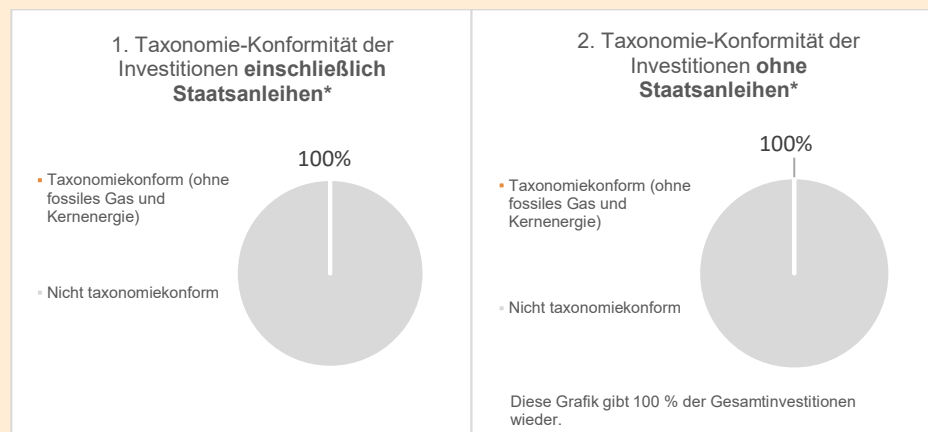 1. Taxonomie-Konformität der
Investitionen einschließlich
Staatsanleihen*
100%
Taxonomiekonform (ohne
fossiles Gas und
Kernenergie)
Nicht taxonomiekonform
2. Taxonomie-Konformität der
Investitionen ohne
Staatsanleihen*
100%
Taxonomiekonform (ohne
fossiles Gas und
Kernenergie)
Nicht taxonomiekonform
Diese Grafik gibt 100 % der Gesamtinvestitionen
wieder.